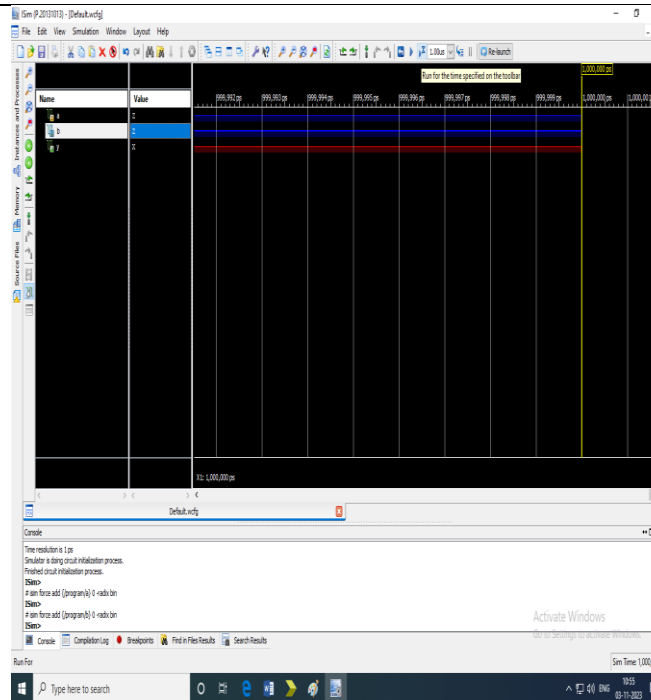 ISim (P.20131013) - [Default.wcfg]
File Edit View Simulation Window Layout Help
1.00us Re-launch
Run for the time specified on the toolbar
1,000,000 ps
Name Value
999,992 ps 999,993 ps 999,994 ps 999,995 ps 999,996 ps 999,997 ps 999,998 ps 999,999 ps 1,000,000 ps 1,000,001
a z
b z
y X
Instances and Processes
Memory
Source Files
X1: 1,000,000 ps
Default.wcfg
Console
Time resolution is 1 ps
Simulator is doing circuit initialization process.
Finished circuit initialization process.
ISim>
# isim force add {/program/a} 0 -radix bin
ISim>
# isim force add {/program/b} 0 -radix bin
ISim>
Activate Windows
Go to Settings to activate Windows.
Console Compilation Log Breakpoints Find in Files Results Search Results
Run For Sim Time: 1,000,
Type here to search
ENG 10:55
03-11-2023